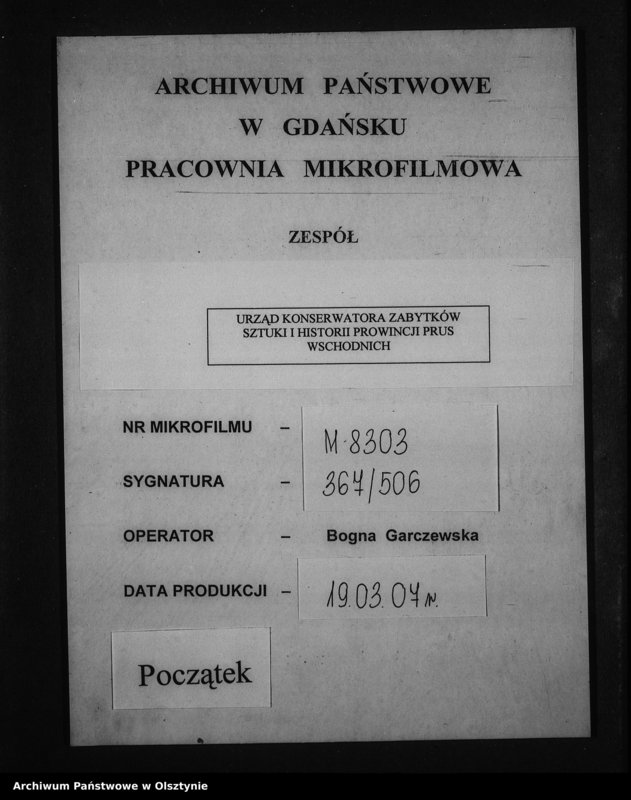 ARCHIWUM PAŃSTWOWE
W GDAŃSKU
PRACOWNIA MIKROFILMOWA
ZESPÓŁ
URZĄD KONSERWATORA ZABYTKÓW
SZTUKI I HISTORII PROWINCJI PRUS
WSCHODNICH
NR MIKROFILMU – M-8303
SYGNATURA – 367/506
OPERATOR – Bogna Garczewska
DATA PRODUKCJI – 19.03.07 r.
Początek
Archiwum Państwowe w Olsztynie